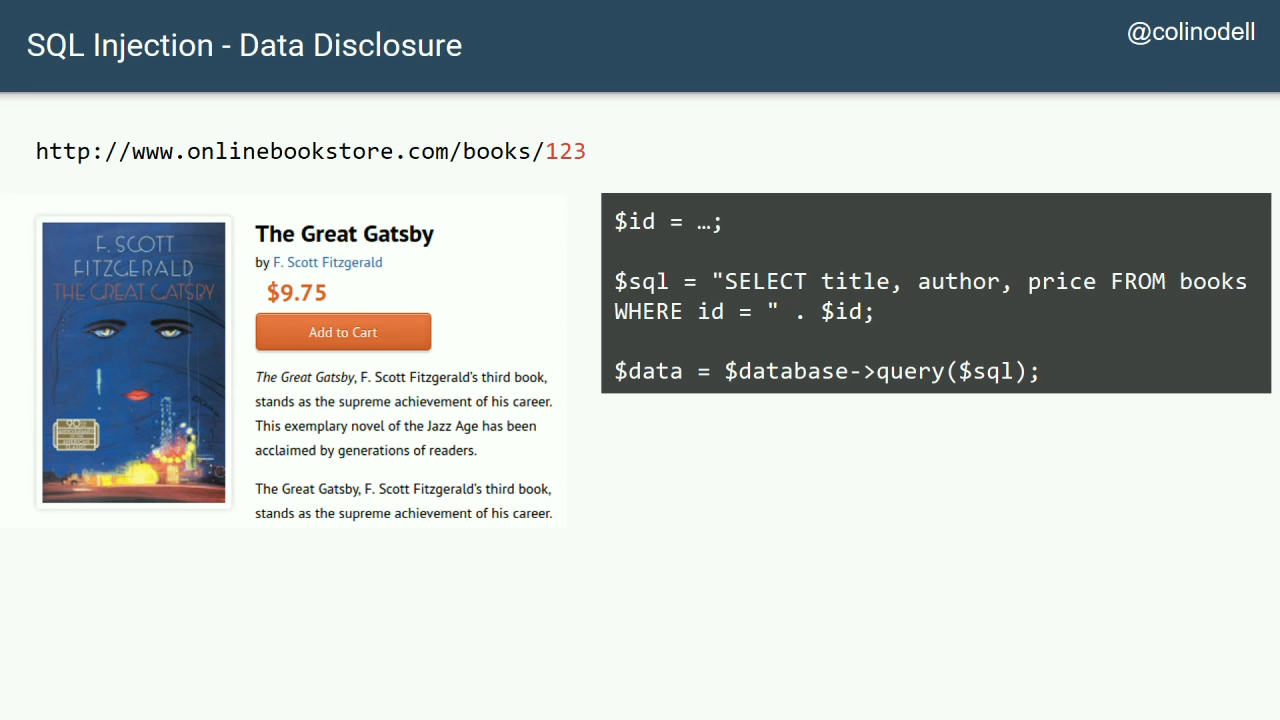 SQL Injection - Data Disclosure
@colinodell
http://www.onlinebookstore.com/books/123
F. SCOTT
FITZGERALD
THE GREAT GATSBY
The Great Gatsby
by F. Scott Fitzgerald
$9.75
Add to Cart
The Great Gatsby, F. Scott Fitzgerald's third book,
stands as the supreme achievement of his career.
This exemplary novel of the Jazz Age has been
acclaimed by generations of readers.
The Great Gatsby, F. Scott Fitzgerald's third book,
stands as the supreme achievement of his career.
$id = …;
$sql = "SELECT title, author, price FROM books
WHERE id = " . $id;
$data = $database->query($sql);